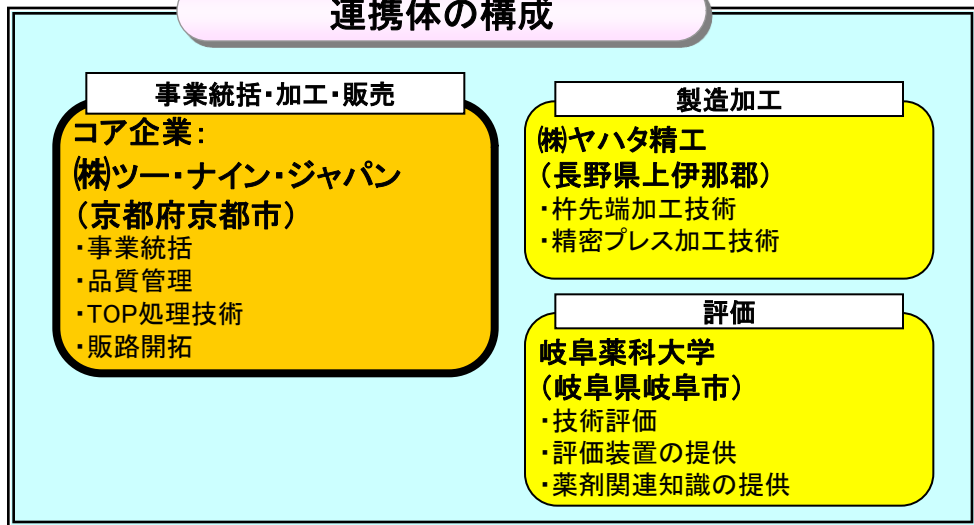 連携体の構成
事業統括・加工・販売
コア企業：
㈱ツー・ナイン・ジャパン
（京都府京都市）
・事業統括
・品質管理
・TOP処理技術
・販路開拓
製造加工
㈱ヤハタ精工
（長野県上伊那郡）
・杵先端加工技術
・精密プレス加工技術
評価
岐阜薬科大学
（岐阜県岐阜市）
・技術評価
・評価装置の提供
・薬剤関連知識の提供